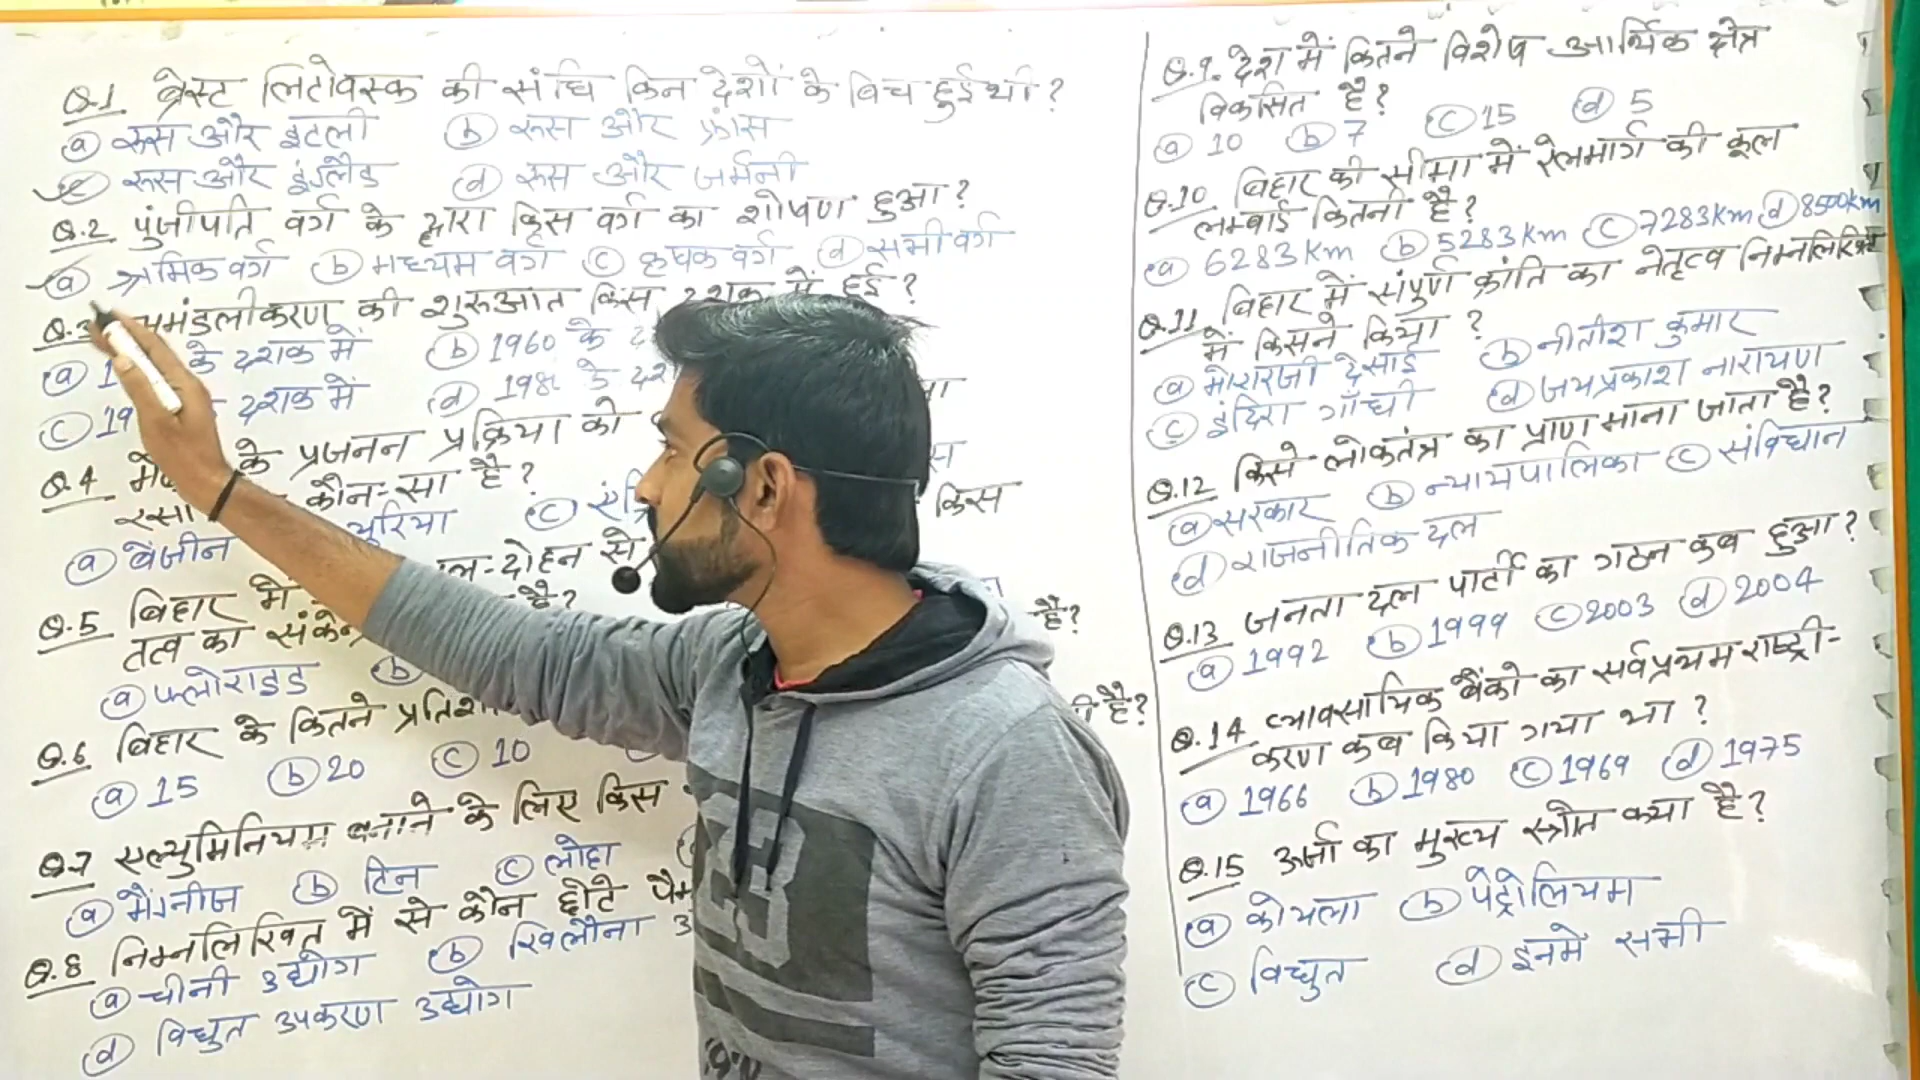 Q.1 ब्रेस्ट लिटोवस्क की संधि किन देशों के बिच हुई थी?
(a) रूस और इटली (b) रूस और फ्रांस
(c) रूस और इंग्लैंड (d) रूस और जर्मनी
Q.2 पुंजीपति वर्ग के द्वारा किस वर्ग का शोषण हुआ?
(a) श्रमिक वर्ग (b) मध्यम वर्ग (c) कृषक वर्ग (d) सभी वर्ग
Q.3 की शुरुआत किस दशक में हुई?
(a) के दशक में (b) 1960 के
(c) दशक में (d) के
Q.4 के प्रजनन प्रक्रिया को
कौन-सा है?
(a) बेंजीन यूरिया (c)
Q.5 बिहार में दोहन से किस
तत्व का है?
(a) फ्लोराइड (b)
Q.6 बिहार के कितने है?
(a) 15 (b) 20 (c) 10
Q.7 एल्युमिनियम बनाने के लिए किस
(a) मैंगनीज (b) टिन (c) लोहा
Q.8 निम्नलिखित में से कौन छोटे
(a) चीनी उद्योग (b) खिलौना
(d) विद्युत उपकरण उद्योग
Q.9. देश में कितने विशेष आर्थिक क्षेत्र
विकसित है?
(a) 10 (b) 7 (c) 15 (d) 5
Q.10 बिहार की सीमा में रेलमार्ग की कूल
लम्बाई कितनी है?
(a) 6283 Km (b) 5283 Km (c) 7283 Km (d) 8500 Km
Q.11 बिहार में संपुर्ण क्रांति का नेतृत्व निम्नलिखित
में किसने किया ?
(a) मोरारजी देसाई (b) नीतीश कुमार
(c) इंदिरा गाँधी (d) जयप्रकाश नारायण
Q.12 किसे लोकतंत्र का प्राण माना जाता है?
(a) सरकार (b) न्यायपालिका (c) संविधान
(d) राजनीतिक दल
Q.13 जनता दल पार्टी का गठन कब हुआ?
(a) 1992 (b) 1999 (c) 2003 (d) 2004
Q.14 व्यावसायिक बैंको का सर्वप्रथम राष्ट्री-
करण कब किया गया था ?
(a) 1966 (b) 1980 (c) 1969 (d) 1975
Q.15 ऊर्जा का मुख्य स्त्रौत क्या है?
(a) कोयला (b) पेट्रोलियम
(c) विद्युत (d) इनमें सभी